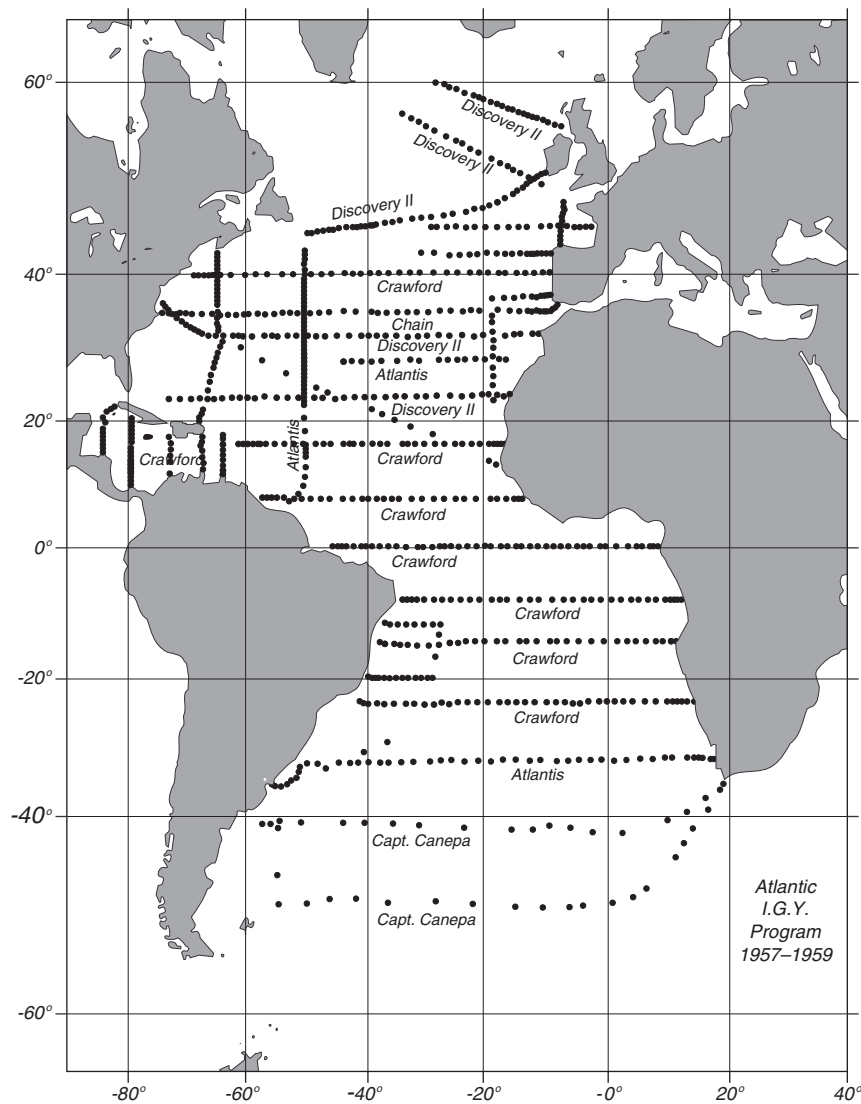 60°
Discovery II
Discovery II
Discovery II
40°
Crawford
Chain
Discovery II
Atlantis
Discovery II
20°
Atlantis
Crawford
Crawford
Crawford
0°
Crawford
Crawford
Crawford
-20°
Crawford
Atlantis
-40°
Capt. Canepa
Capt. Canepa
Atlantic
I.G.Y.
Program
1957–1959
-60°
-80° -60° -40° -20° -0° 20° 40°